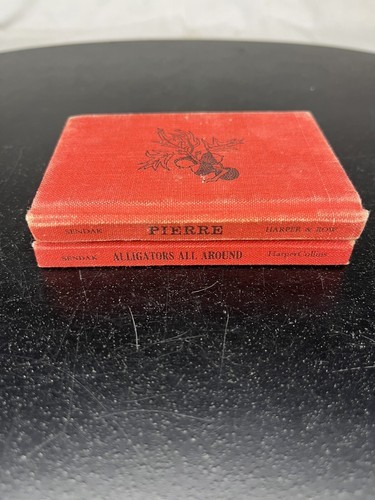 SENDAK PIERRE HARPER & ROW
SENDAK ALLIGATORS ALL AROUND HarperCollins